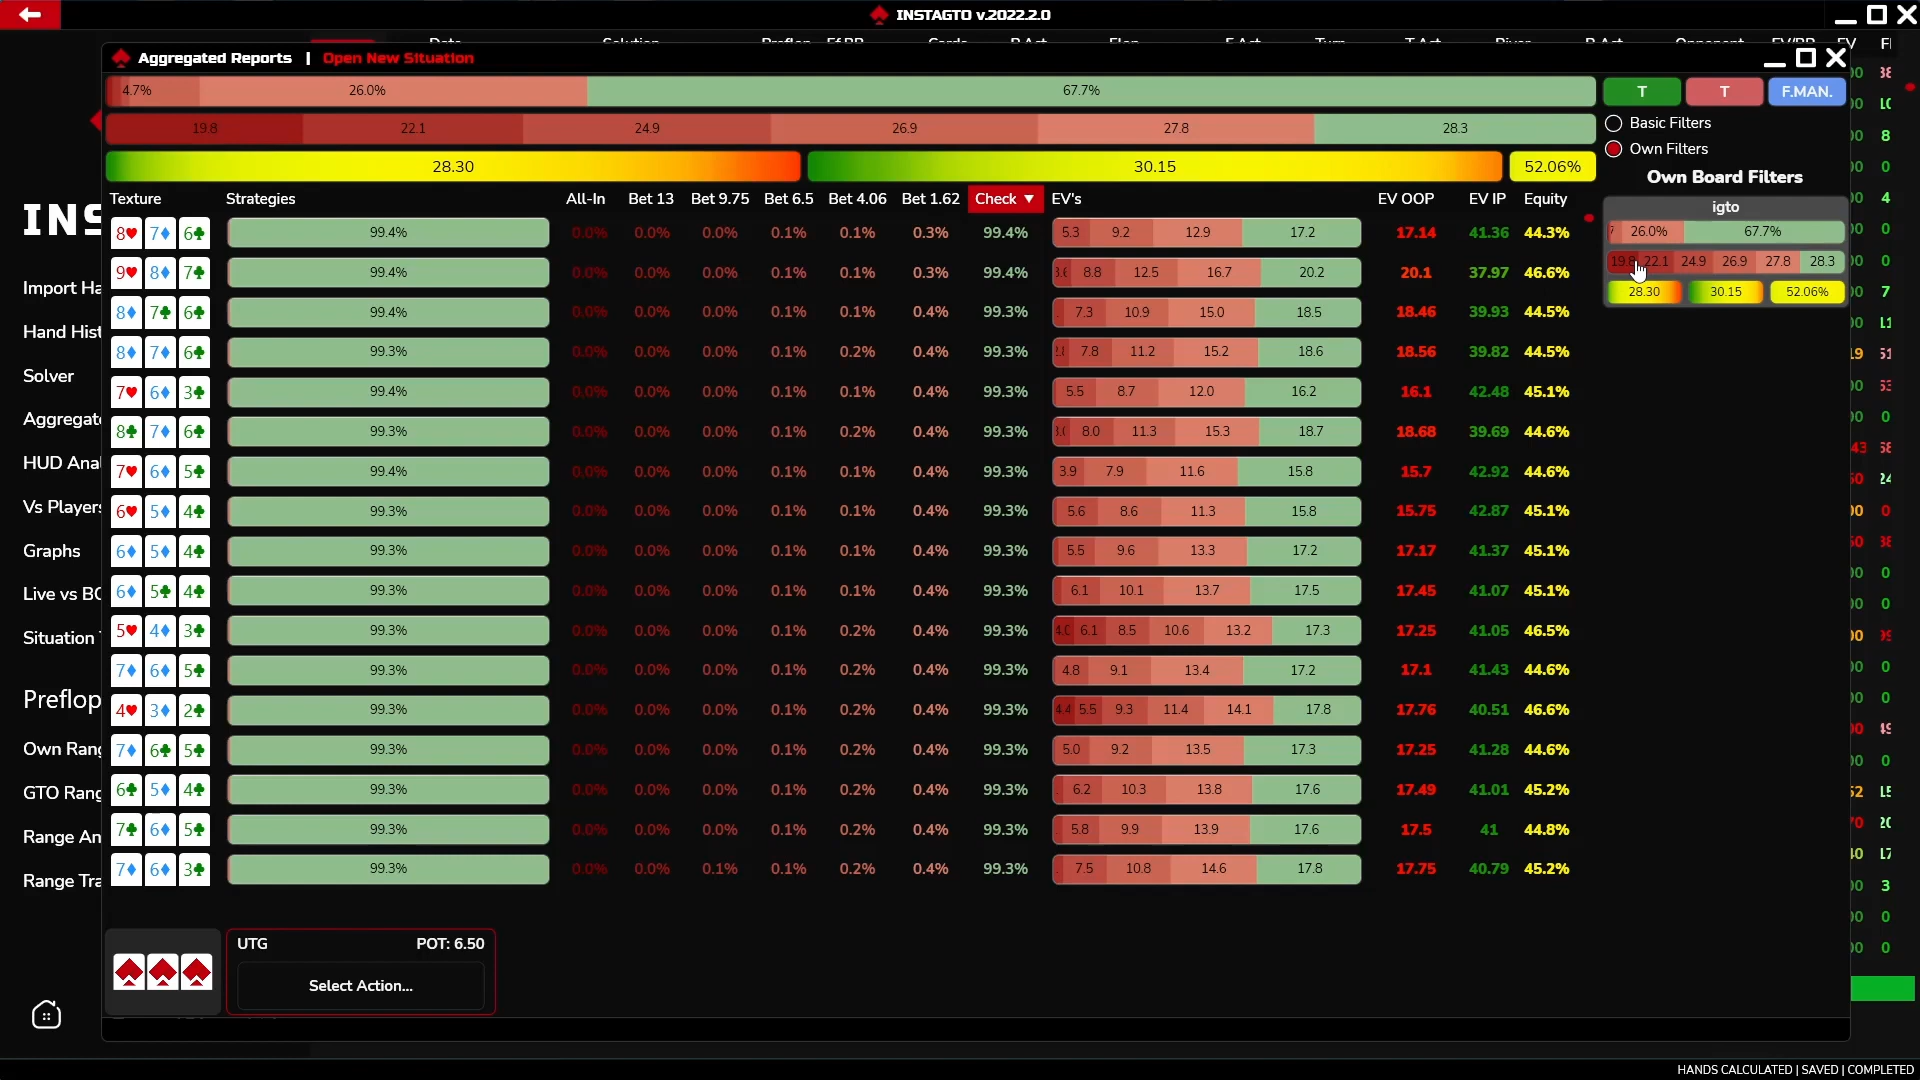 INSTAGTO v.2022.2.0
Aggregated Reports | Open New Situation
4.7% 26.0% 67.7%
T T F.MAN.
19.8 22.1 24.9 26.9 27.8 28.3
Basic Filters
Own Filters
28.30 30.15 52.06%
Own Board Filters
igto
26.0% 67.7%
19.8 22.1 24.9 26.9 27.8 28.3
28.30 30.15 52.06%
Texture Strategies All-In Bet 13 Bet 9.75 Bet 6.5 Bet 4.06 Bet 1.62 Check ▼ EV's EV OOP EV IP Equity
8♥ 7♦ 6♣ 99.4% 0.0% 0.0% 0.0% 0.1% 0.1% 0.3% 99.4% 5.3 9.2 12.9 17.2 17.14 41.36 44.3%
9♥ 8♦ 7♣ 99.4% 0.0% 0.0% 0.0% 0.1% 0.1% 0.3% 99.4% 8.8 12.5 16.7 20.2 20.1 37.97 46.6%
8♦ 7♣ 6♣ 99.4% 0.0% 0.0% 0.0% 0.1% 0.1% 0.4% 99.3% 7.3 10.9 15.0 18.5 18.46 39.93 44.5%
8♦ 7♦ 6♣ 99.3% 0.0% 0.0% 0.0% 0.1% 0.2% 0.4% 99.3% 7.8 11.2 15.2 18.6 18.56 39.82 44.5%
7♥ 6♦ 3♣ 99.4% 0.0% 0.0% 0.0% 0.1% 0.1% 0.4% 99.3% 5.5 8.7 12.0 16.2 16.1 42.48 45.1%
8♣ 7♦ 6♣ 99.3% 0.0% 0.0% 0.0% 0.1% 0.2% 0.4% 99.3% 8.0 11.3 15.3 18.7 18.68 39.69 44.6%
7♥ 6♦ 5♣ 99.4% 0.0% 0.0% 0.0% 0.1% 0.1% 0.4% 99.3% 3.9 7.9 11.6 15.8 15.7 42.92 44.6%
6♥ 5♦ 4♣ 99.3% 0.0% 0.0% 0.0% 0.1% 0.1% 0.4% 99.3% 5.6 8.6 11.3 15.8 15.75 42.87 45.1%
6♦ 5♦ 4♣ 99.3% 0.0% 0.0% 0.0% 0.1% 0.1% 0.4% 99.3% 5.5 9.6 13.3 17.2 17.17 41.37 45.1%
6♦ 5♣ 4♣ 99.3% 0.0% 0.0% 0.0% 0.1% 0.1% 0.4% 99.3% 6.1 10.1 13.7 17.5 17.45 41.07 45.1%
5♥ 4♦ 3♣ 99.3% 0.0% 0.0% 0.0% 0.1% 0.2% 0.4% 99.3% 6.1 8.5 10.6 13.2 17.3 17.25 41.05 46.5%
7♦ 6♦ 5♣ 99.3% 0.0% 0.0% 0.0% 0.1% 0.2% 0.4% 99.3% 4.8 9.1 13.4 17.2 17.1 41.43 44.6%
4♥ 3♦ 2♣ 99.3% 0.0% 0.0% 0.0% 0.1% 0.2% 0.4% 99.3% 4.4 5.5 9.3 11.4 14.1 17.8 17.76 40.51 46.6%
7♦ 6♣ 5♣ 99.3% 0.0% 0.0% 0.0% 0.1% 0.2% 0.4% 99.3% 5.0 9.2 13.5 17.3 17.25 41.28 44.6%
6♣ 5♦ 4♣ 99.3% 0.0% 0.0% 0.0% 0.1% 0.2% 0.4% 99.3% 6.2 10.3 13.8 17.6 17.49 41.01 45.2%
7♣ 6♦ 5♣ 99.3% 0.0% 0.0% 0.0% 0.1% 0.2% 0.4% 99.3% 5.8 9.9 13.9 17.6 17.5 41 44.8%
7♦ 6♦ 3♣ 99.3% 0.0% 0.0% 0.1% 0.1% 0.2% 0.4% 99.3% 7.5 10.8 14.6 17.8 17.75 40.79 45.2%
UTG POT: 6.50
Select Action...
INS
Import Ha
Hand Hist
Solver
Aggregate
HUD Anal
Vs Players
Graphs
Live vs BO
Situation
Preflop
Own Rang
GTO Rang
Range An
Range Tra
HANDS CALCULATED | SAVED | COMPLETED